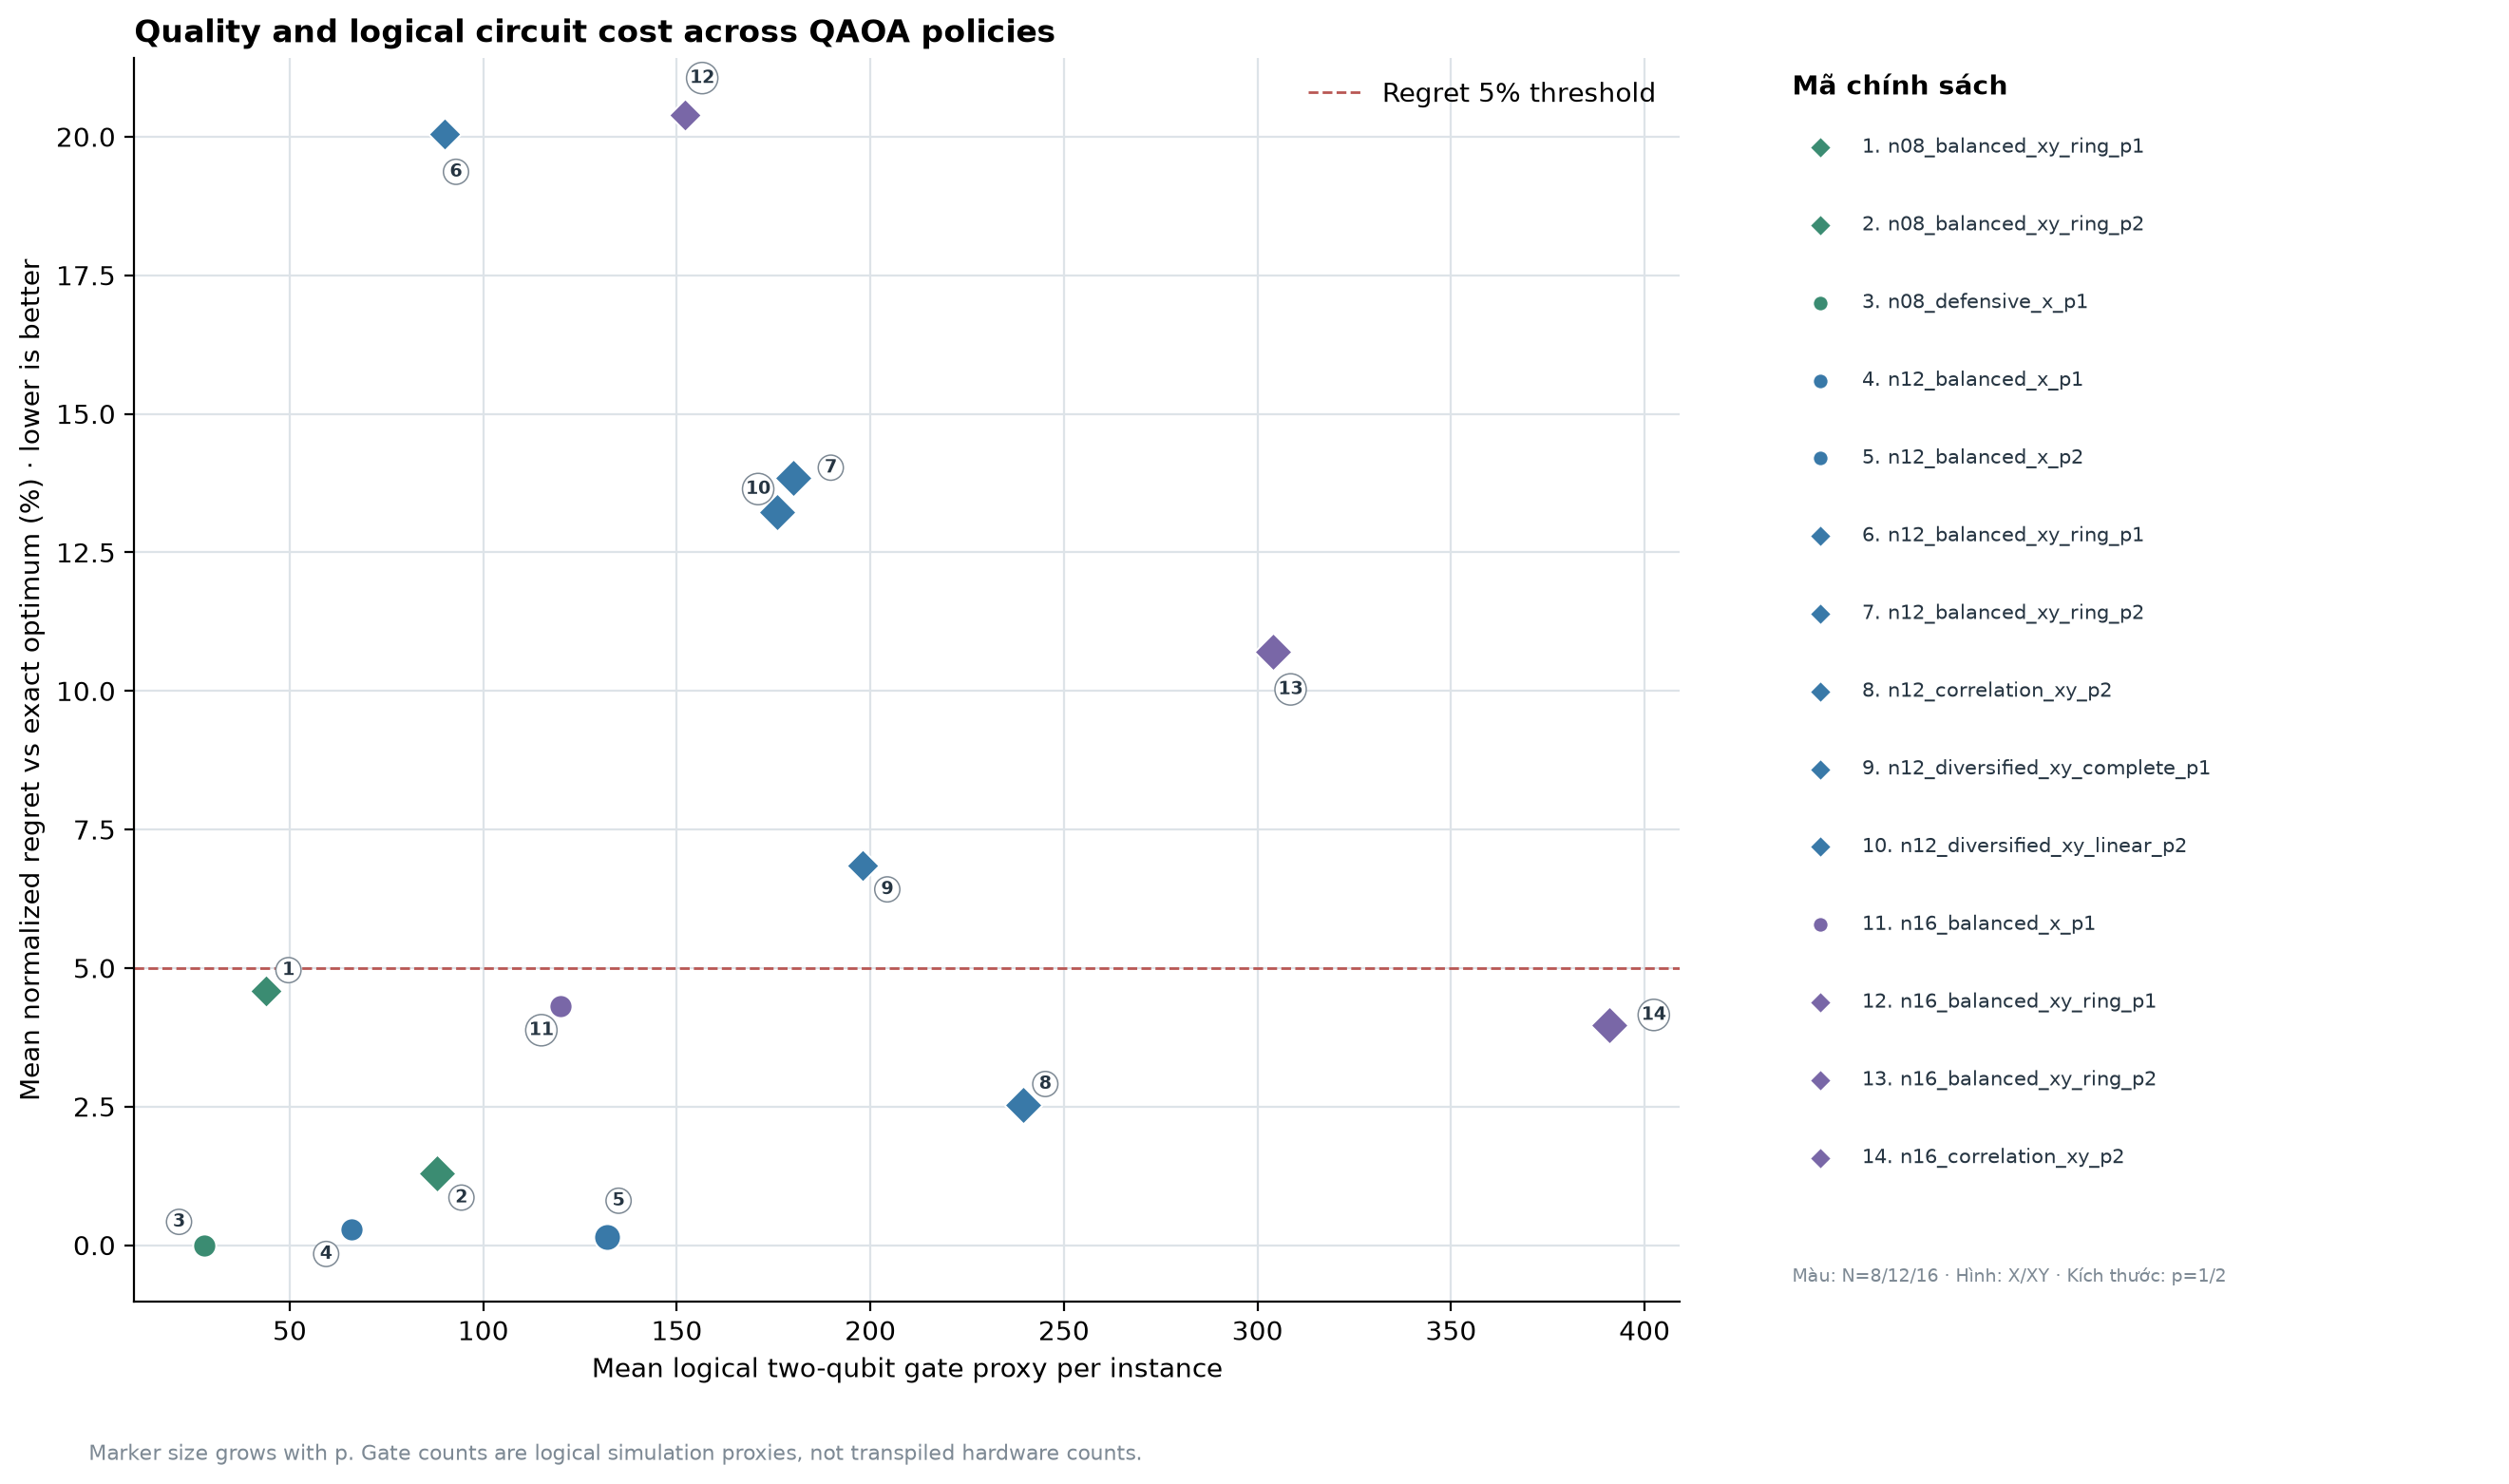 Quality and logical circuit cost across QAOA policies
Mean normalized regret vs exact optimum (%) · lower is better
20.0
17.5
15.0
12.5
10.0
7.5
5.0
2.5
0.0
Regret 5% threshold
12
6
7
10
13
9
1
11
14
8
2
5
3
4
50
100
150
200
250
300
350
400
Mean logical two-qubit gate proxy per instance
Mã chính sách
1. n08_balanced_xy_ring_p1
2. n08_balanced_xy_ring_p2
3. n08_defensive_x_p1
4. n12_balanced_x_p1
5. n12_balanced_x_p2
6. n12_balanced_xy_ring_p1
7. n12_balanced_xy_ring_p2
8. n12_correlation_xy_p2
9. n12_diversified_xy_complete_p1
10. n12_diversified_xy_linear_p2
11. n16_balanced_x_p1
12. n16_balanced_xy_ring_p1
13. n16_balanced_xy_ring_p2
14. n16_correlation_xy_p2
Màu: N=8/12/16 · Hình: X/XY · Kích thước: p=1/2
Marker size grows with p. Gate counts are logical simulation proxies, not transpiled hardware counts.